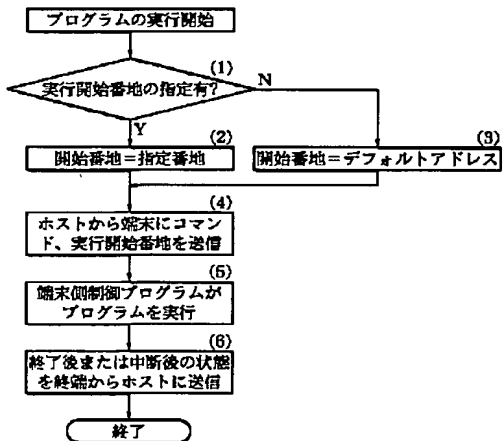 プログラムの実行開始
(1)
実行開始番地の指定有?
N
Y
(2)
開始番地=指定番地
(3)
開始番地=デフォルトアドレス
(4)
ホストから端末にコマン
ド、実行開始番地を送信
(5)
端末側制御プログラムが
プログラムを実行
(6)
終了後または中断後の状態
を終端からホストに送信
終了